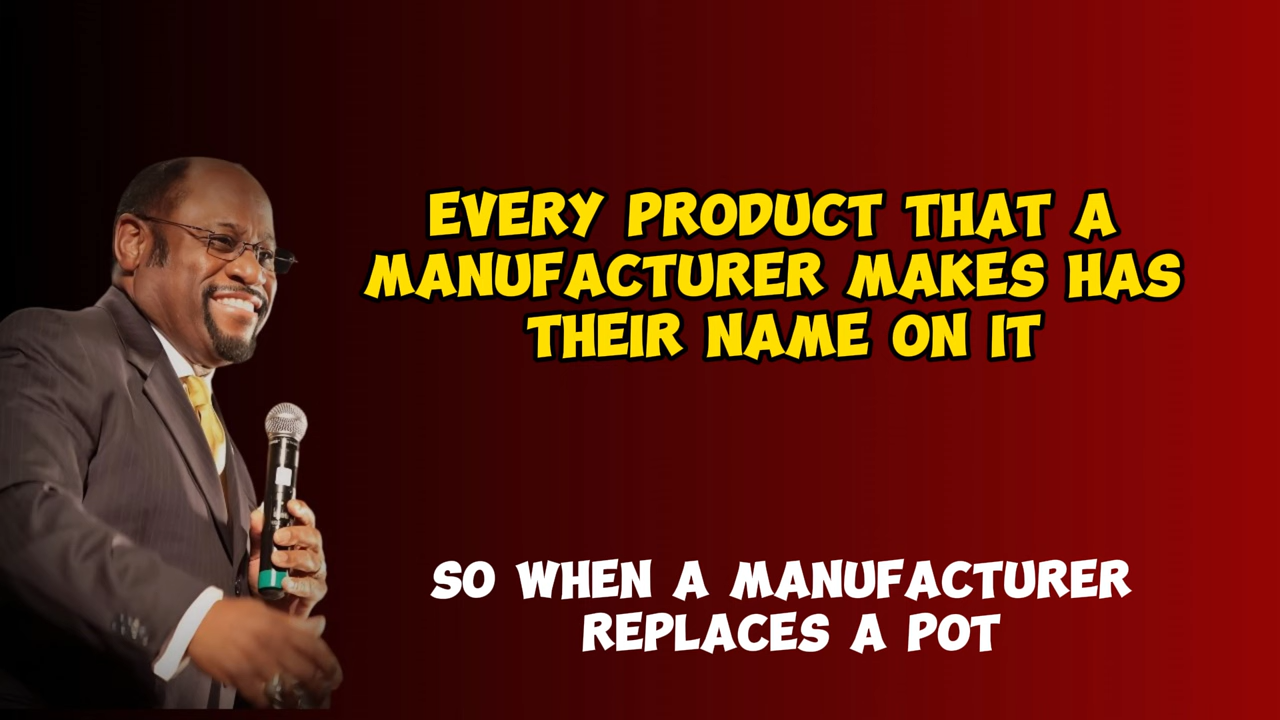 EVERY PRODUCT THAT A
MANUFACTURER MAKES HAS
THEIR NAME ON IT
SO WHEN A MANUFACTURER
REPLACES A POT